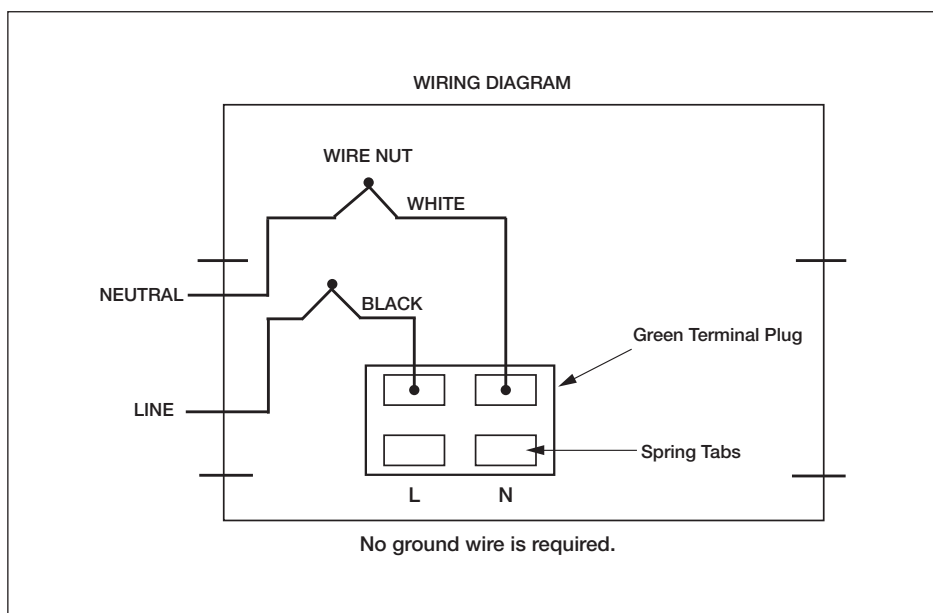 WIRING DIAGRAM
WIRE NUT
WHITE
NEUTRAL
BLACK
Green Terminal Plug
LINE
Spring Tabs
L N
No ground wire is required.